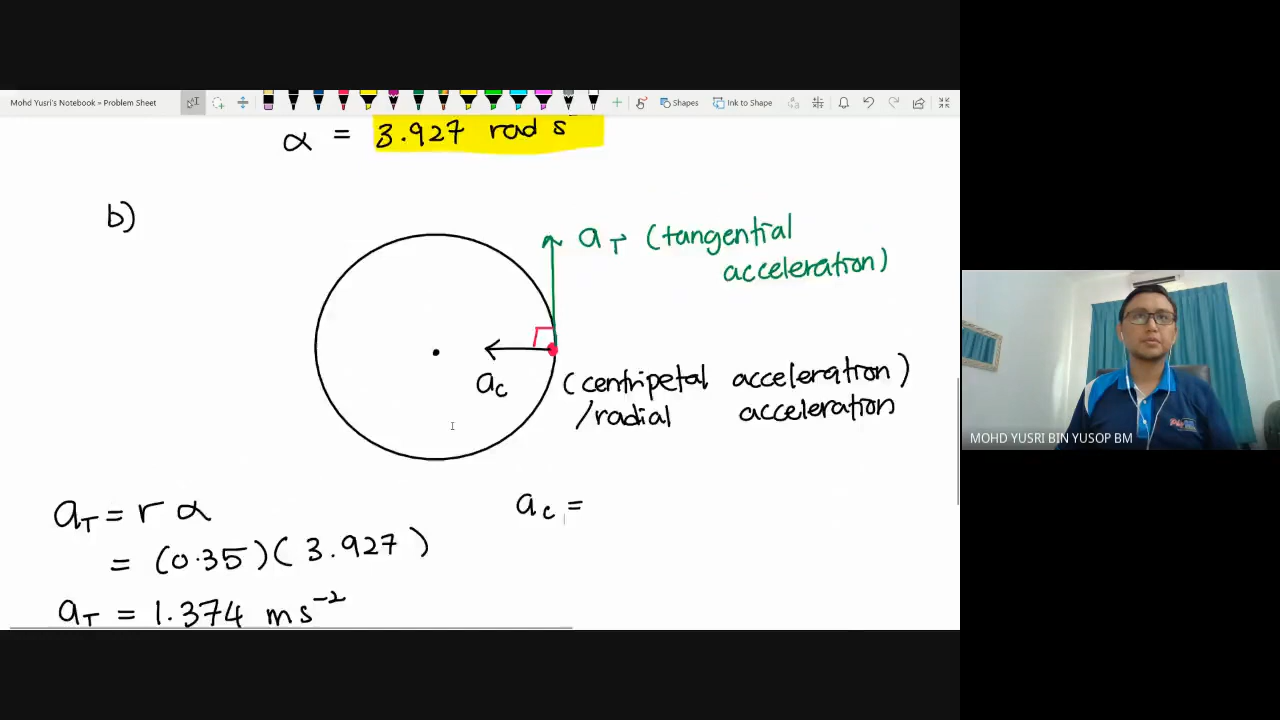 Mohd Yusri's Notebook » Problem Sheet
Shapes
Ink to Shape
α = 3.927 rad s⁻
b)
a_T (tangential
acceleration)
a_c
(centripetal acceleration)
/radial acceleration
a_T = r α
= (0.35)(3.927)
a_T = 1.374 ms⁻²
a_c =
MOHD YUSRI BIN YUSOP BM